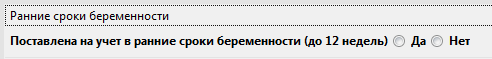 Ранние сроки беременности
Поставлена на учет в ранние сроки беременности (до 12 недель) Да Нет